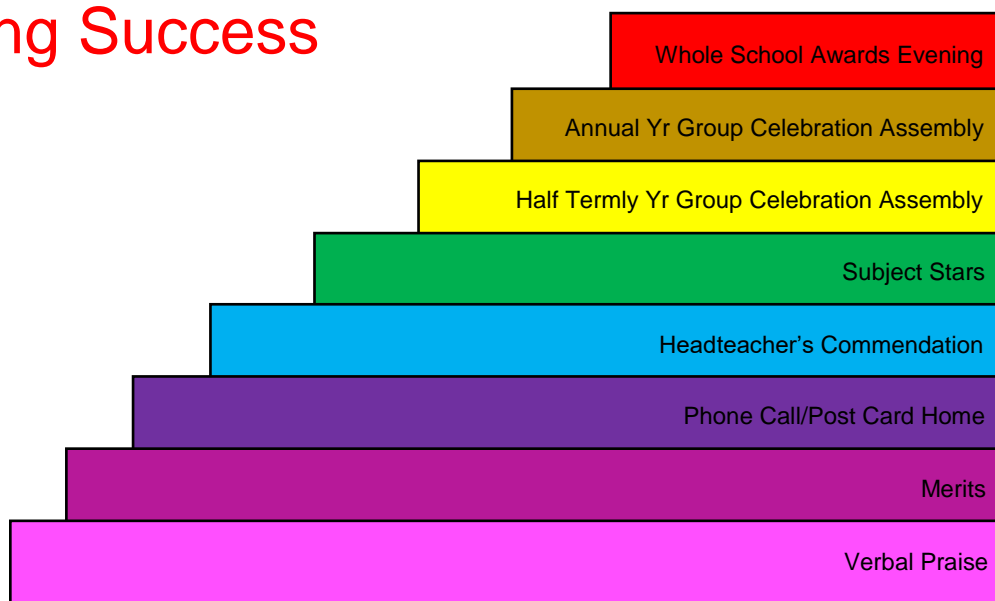 ng Success
Whole School Awards Evening
Annual Yr Group Celebration Assembly
Half Termly Yr Group Celebration Assembly
Subject Stars
Headteacher’s Commendation
Phone Call/Post Card Home
Merits
Verbal Praise